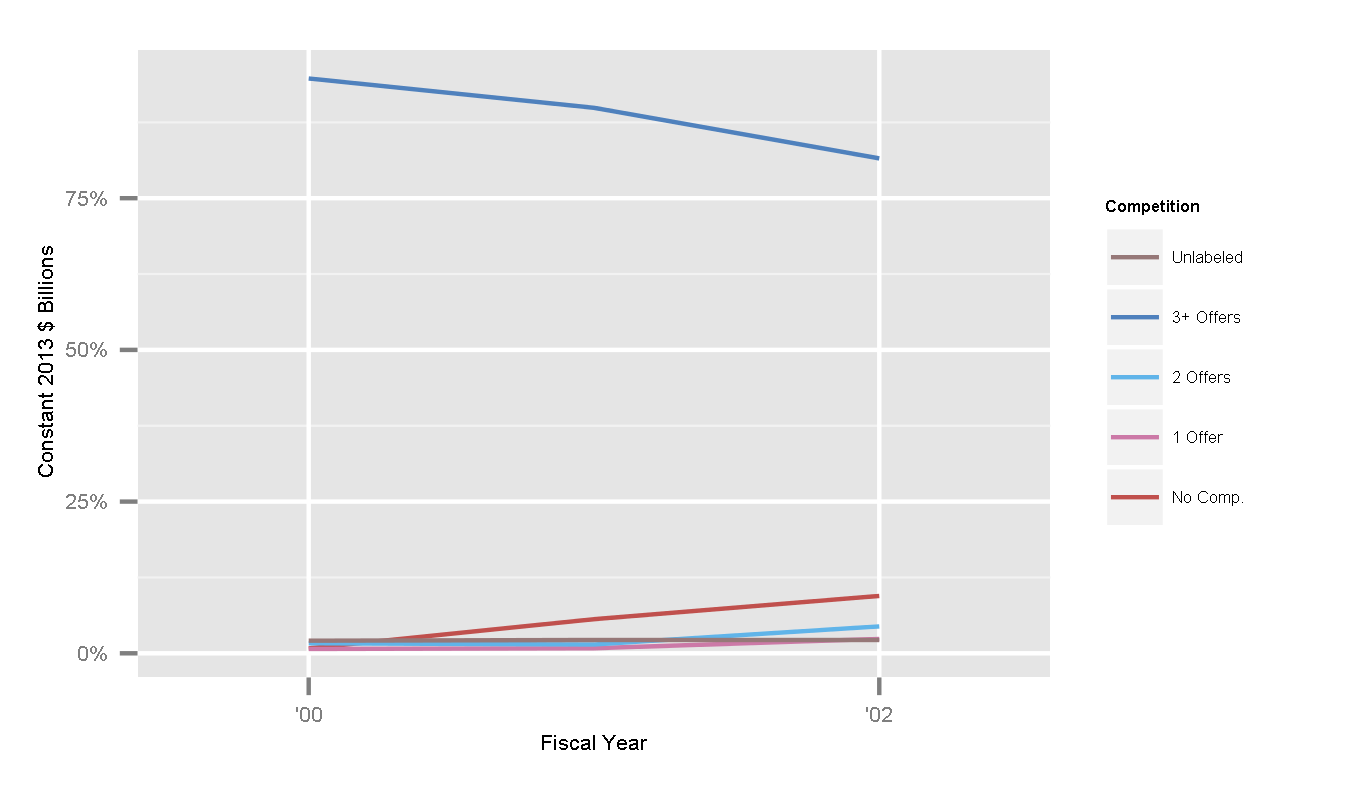 75%
50%
25%
0%
Constant 2013 $ Billions
'00
'02
Fiscal Year
Competition
Unlabeled
3+ Offers
2 Offers
1 Offer
No Comp.